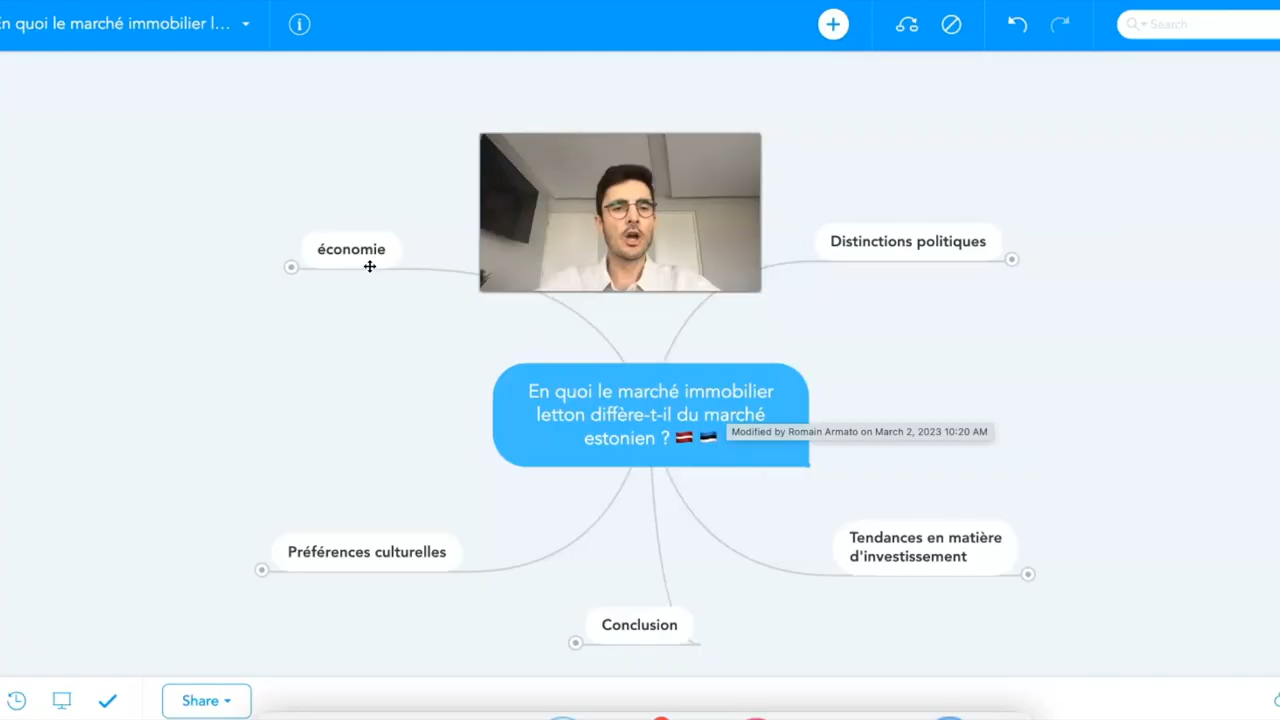 En quoi le marché immobilier l...
Search
économie
Distinctions politiques
En quoi le marché immobilier
letton diffère-t-il du marché
estonien ?
Modified by Romain Armato on March 2, 2023 10:20 AM
Préférences culturelles
Tendances en matière
d'investissement
Conclusion
Share